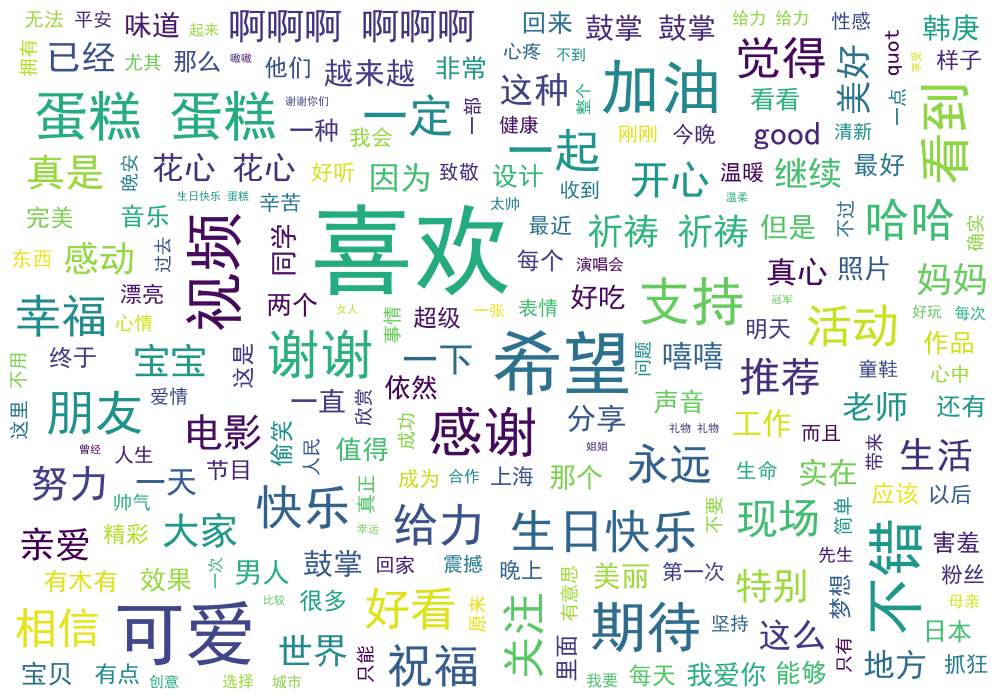 无法 平安 味道 起来 啊啊啊 啊啊啊 回来 鼓掌 鼓掌 给力 给力 性感 韩庚
拥有 已经 尤其 那么 嗷嗷 他们 越来越 非常 心疼 不到 觉得 美好 quot 享受 样子
蛋糕 蛋糕 谢谢你们 一种 我会 一定 一部 这种 健康 整个 加油 看看 一点 看到
刚刚 今晚 good 清新
真是 晚安 花心 花心 好听 因为 致敬 设计 一起 收到 开心 温暖 继续 最好
生日快乐 蛋糕 辛苦 太帅 温柔
完美 音乐 视频 同学 喜欢 最近 祈祷 祈祷 但是 不过 哈哈 确实
东西 感动 过去 每个 演唱会 真心 照片 妈妈
幸福 漂亮 心情 两个 女人 事情 超级 一张 表情 好吃 支持 冠军 明天 活动 好玩 每次
不用 终于 宝宝 这是 谢谢 一下 希望 问题 嘻嘻 推荐 童鞋 作品 心中
这里 朋友 爱情 一直 欣赏 依然 声音 老师 还有
曾经 人生 电影 偷笑 人民 值得 成功 感谢 分享 姐姐 礼物 礼物 工作 而且 带来 生活
努力 一天 节目 真正 成为 合作 上海 那个 永远 生命 实在 应该 以后
帅气 快乐 幸运 给力 生日快乐 不要 现场 简单 不错
亲爱 精彩 大家 鼓掌 回家 震撼 晚上 美丽 第一次 先生 害羞
有木有 效果 一次 男人 有意思 特别 梦想 粉丝
相信 可爱 比较 很多 好看 原来 关注 期待 坚持 这么 母亲 日本
世界 只能 祝福 里面 只有 地方 抓狂
宝贝 有点 创意 选择 城市 我要 每天 我爱你 能够